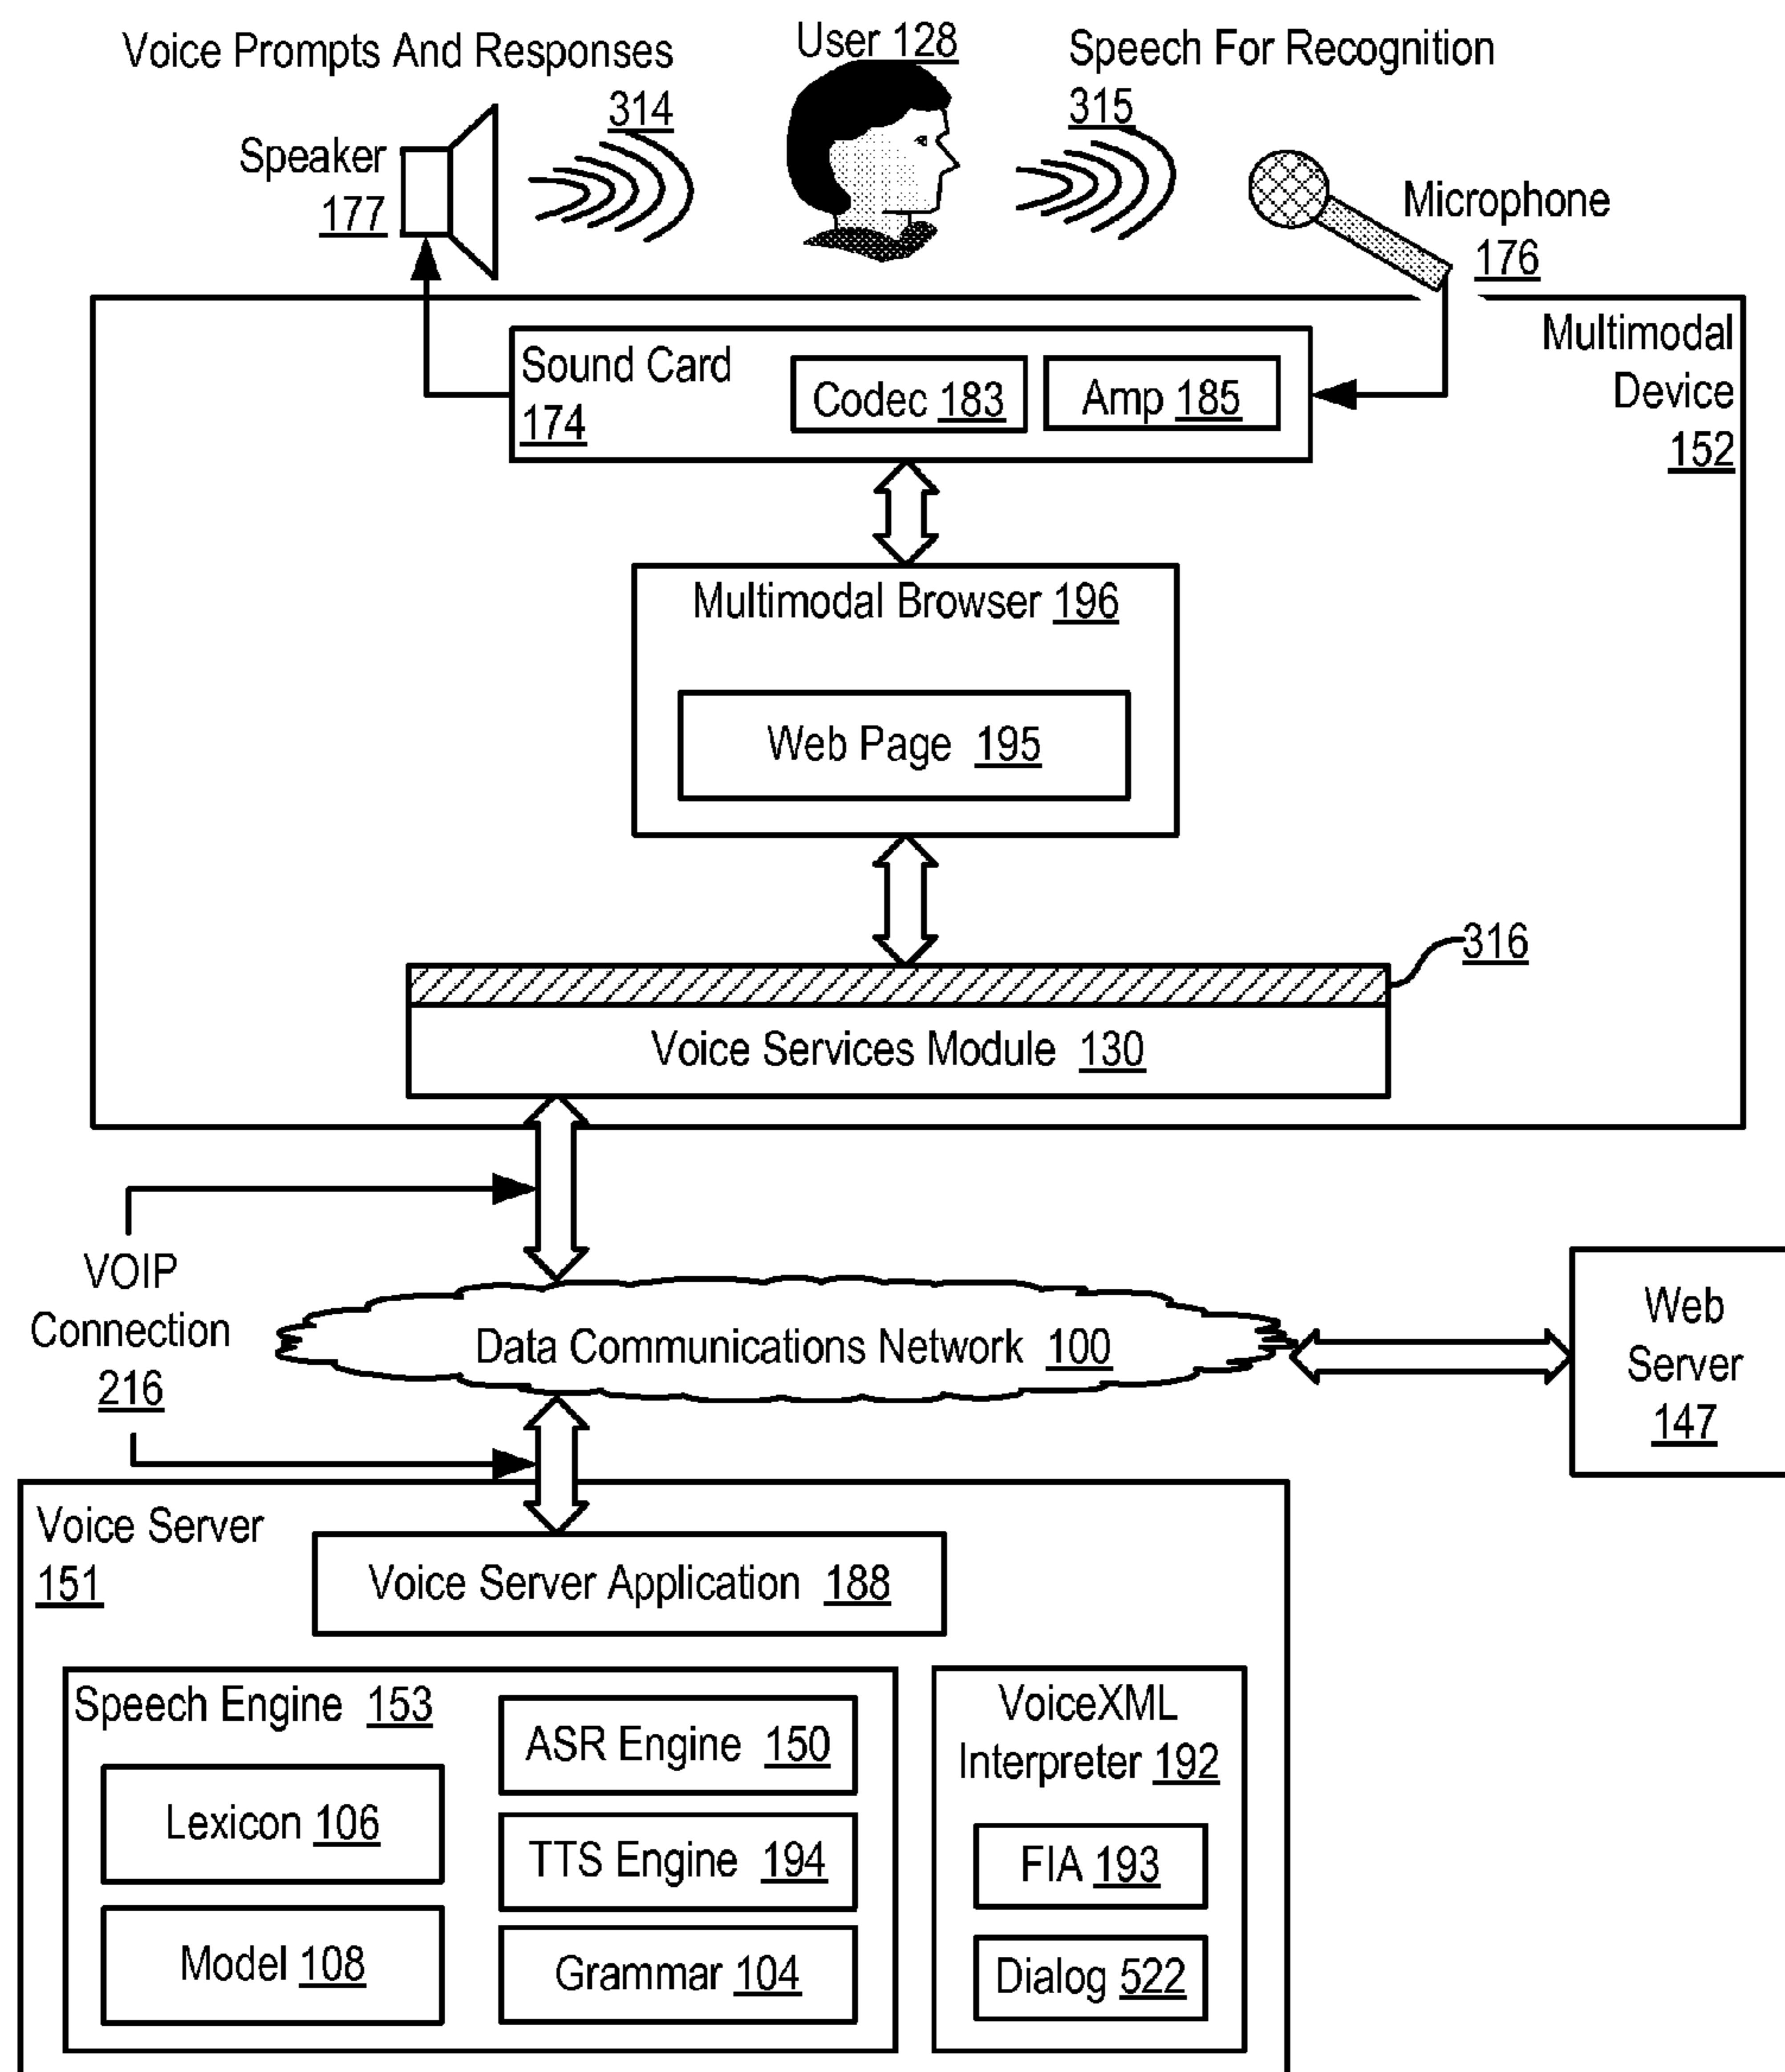 Voice Prompts And Responses
314
User 128
Speech For Recognition
315
Speaker
177
Microphone
176
Multimodal
Device
152
Sound Card
174
Codec 183
Amp 185
Multimodal Browser 196
Web Page 195
316
Voice Services Module 130
VOIP
Connection
216
Data Communications Network 100
Web
Server
147
Voice Server
151
Voice Server Application 188
Speech Engine 153
Lexicon 106
Model 108
ASR Engine 150
TTS Engine 194
Grammar 104
VoiceXML
Interpreter 192
FIA 193
Dialog 522